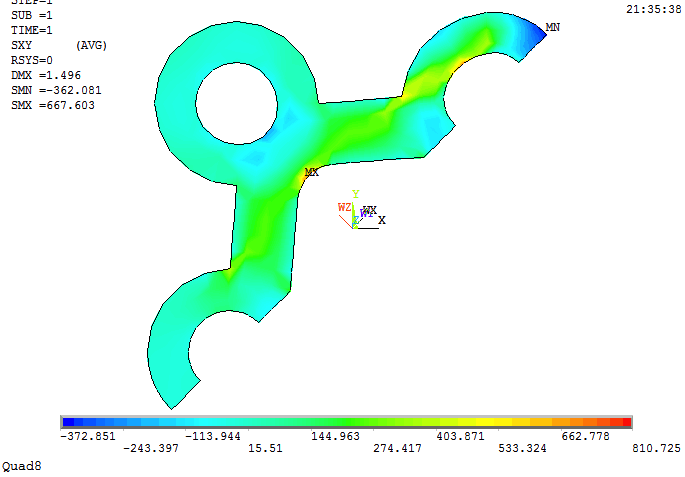 STEP=1
21:35:38
SUB =1
TIME=1
SXY (AVG)
RSYS=0
DMX =1.496
SMN =-362.081
SMX =667.603
MN
MX
Y
WZ WY WX
Z X
-372.851 -113.944 144.963 403.871 662.778
-243.397 15.51 274.417 533.324 810.725
Quad8